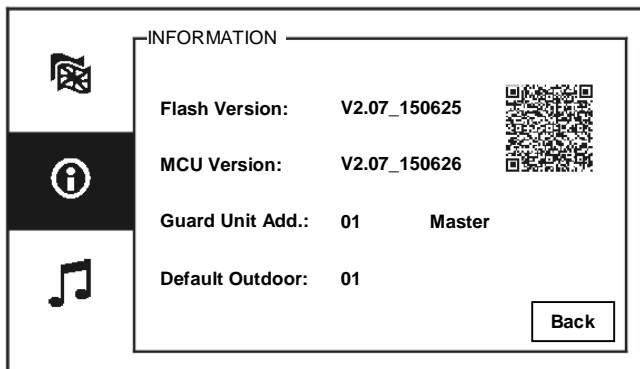 INFORMATION
Flash Version: V2.07_150625
MCU Version: V2.07_150626
Guard Unit Add.: 01 Master
Default Outdoor: 01
Back